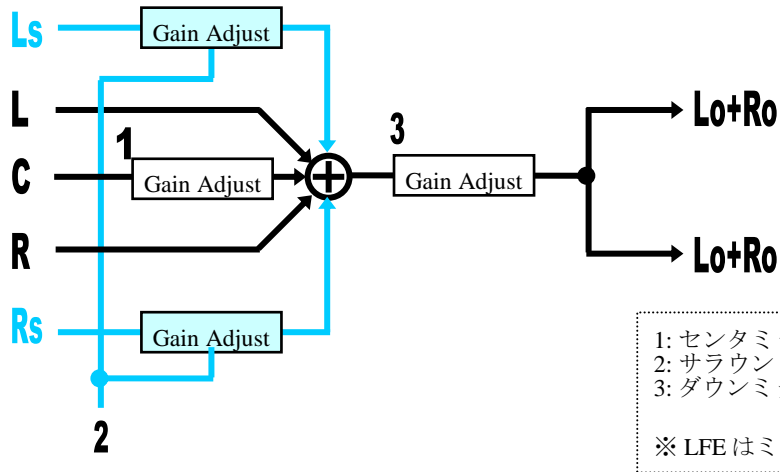 Ls
Gain Adjust
L
Lo+Ro
1
3
C
Gain Adjust
Gain Adjust
R
Lo+Ro
Rs
Gain Adjust
2
1: センタミ
2: サラウン
3: ダウンミ
※ LFE はミ